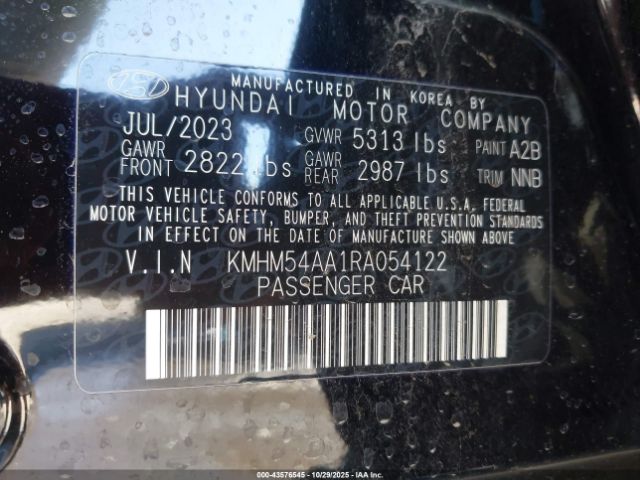 MANUFACTURED IN KOREA BY
HYUNDAI MOTOR COMPANY
JUL/2023 GVWR 5313 lbs PAINT A2B
GAWR FRONT 2822 lbs GAWR REAR 2987 lbs TRIM NNB
THIS VEHICLE CONFORMS TO ALL APPLICABLE U.S.A. FEDERAL
MOTOR VEHICLE SAFETY, BUMPER, AND THEFT PREVENTION STANDARDS
IN EFFECT ON THE DATE OF MANUFACTURE SHOWN ABOVE
V.I.N KMHM54AA1RA054122
PASSENGER CAR
000-43576545 - 10/29/2025 - IAAI.COM